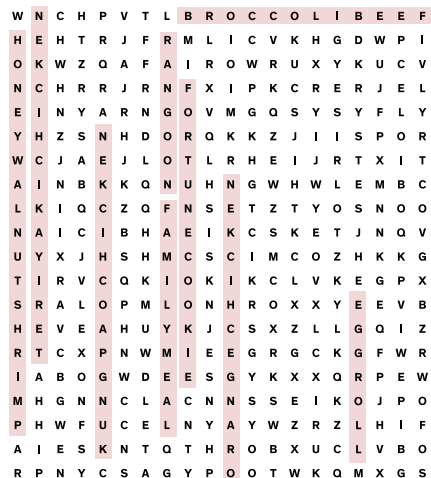 W N C H P V T L B R O C C O L I B E E F
H E H T R J F R M L I C V K H G D W P I
O K W Z Q A F A I R O W R U X Y K U C V
N C H R R J R N F X I P K C R E R J E L
E I N Y A R N G O V M G Q S Y S Y F L Y
Y H Z S N H D O R Q K K Z J I I S P O R
W C J A E J L O T L R H E I J R T X I T
A I N B K K Q N U H N G W H W L E M B C
L K I Q C Z Q F N S E T Z T Y O S N O O
N A I C I B H A E I K C S K E T J N Q V
U Y X J H S H M C S C I M C O Z H K K G
T I R V C Q K I O K I K C L V K E G P X
S R A L O P M L O N H R O X X Y E E V B
H E V E A H U Y K J C S X Z L L G Q I Z
R T C X P N W M I E E G R G C K G F W R
I A B O G W D E E S G Y K X X Q R P E W
M H G N N C L A C N N S S E I K O J P O
P H W F U C E L N Y A Y W Z R Z L H I F
A I E S K N T Q T H R O B X U C L V B O
R P N Y C S A G Y P O O T W K Q M X G S